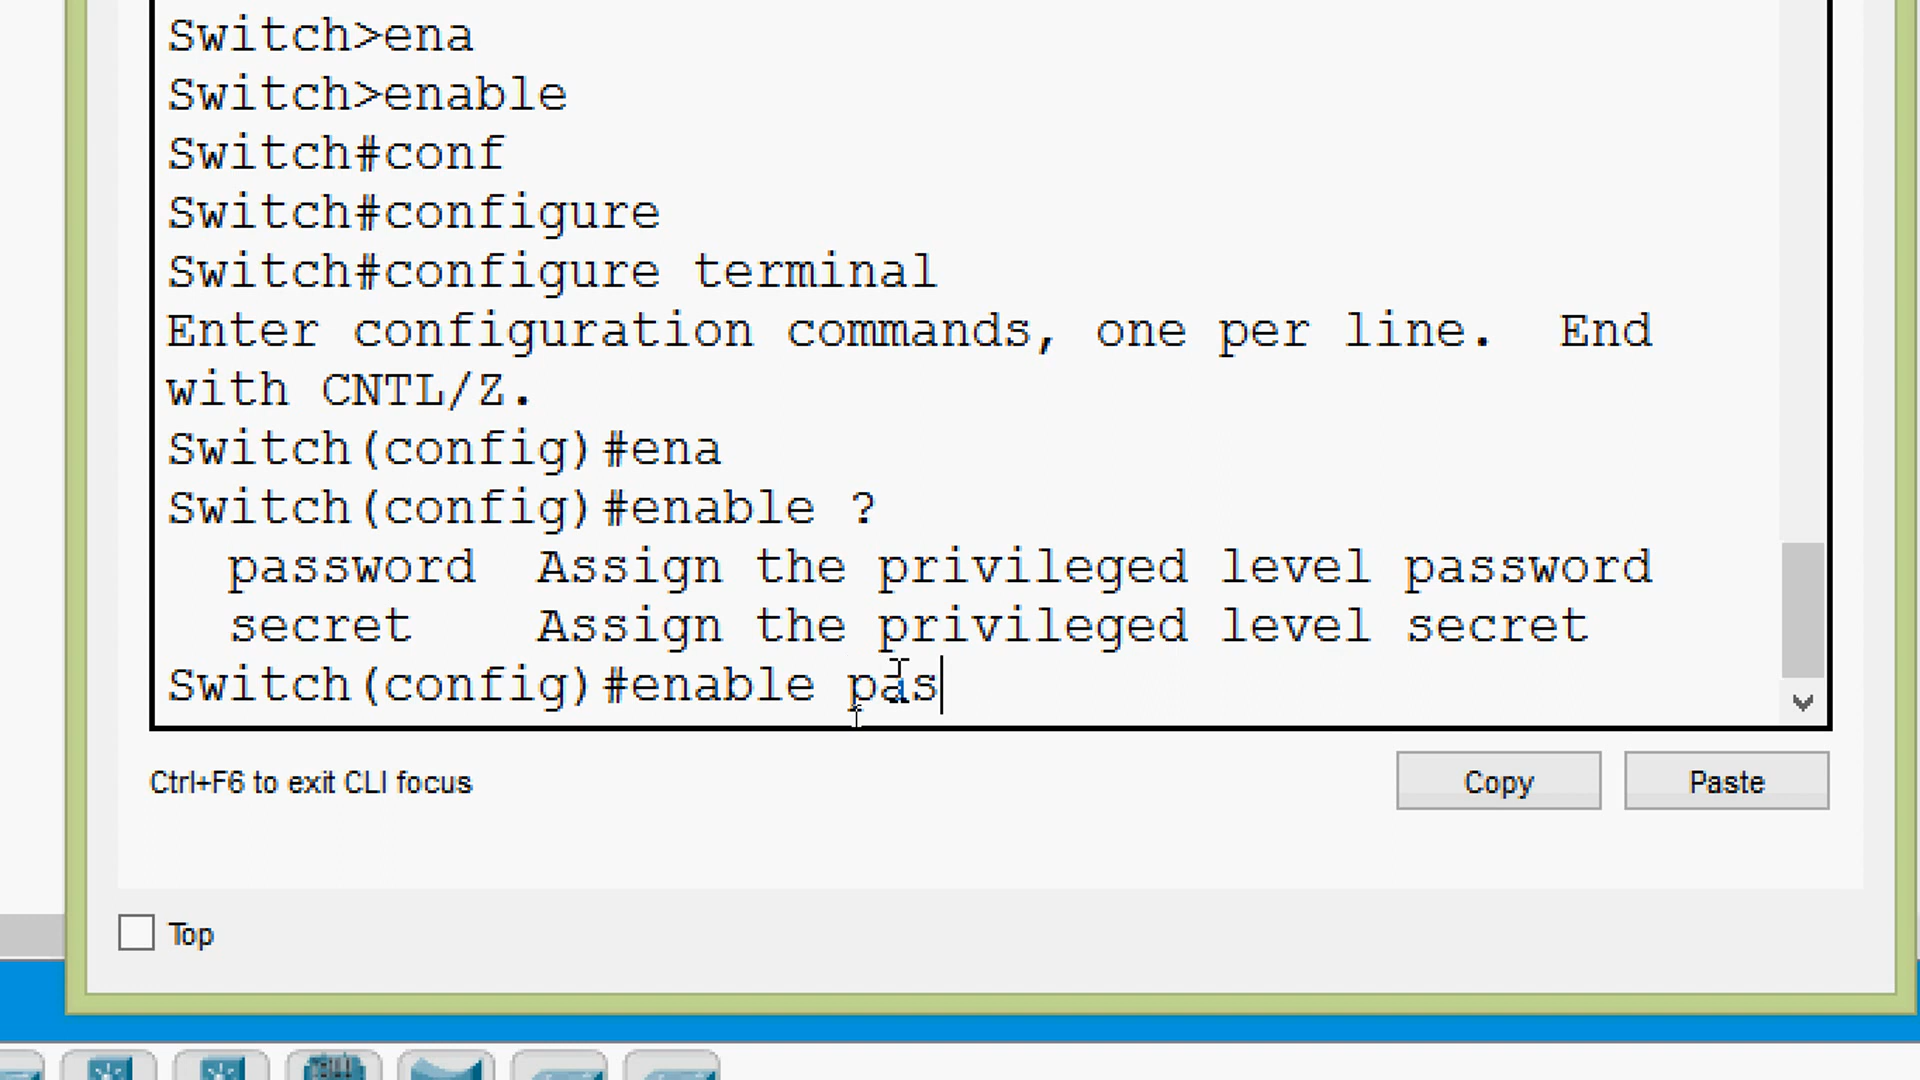 Switch>ena
Switch>enable
Switch#conf
Switch#configure
Switch#configure terminal
Enter configuration commands, one per line.  End
with CNTL/Z.
Switch(config)#ena
Switch(config)#enable ?
  password  Assign the privileged level password
  secret    Assign the privileged level secret
Switch(config)#enable pas
Ctrl+F6 to exit CLI focus
Copy
Paste
Top